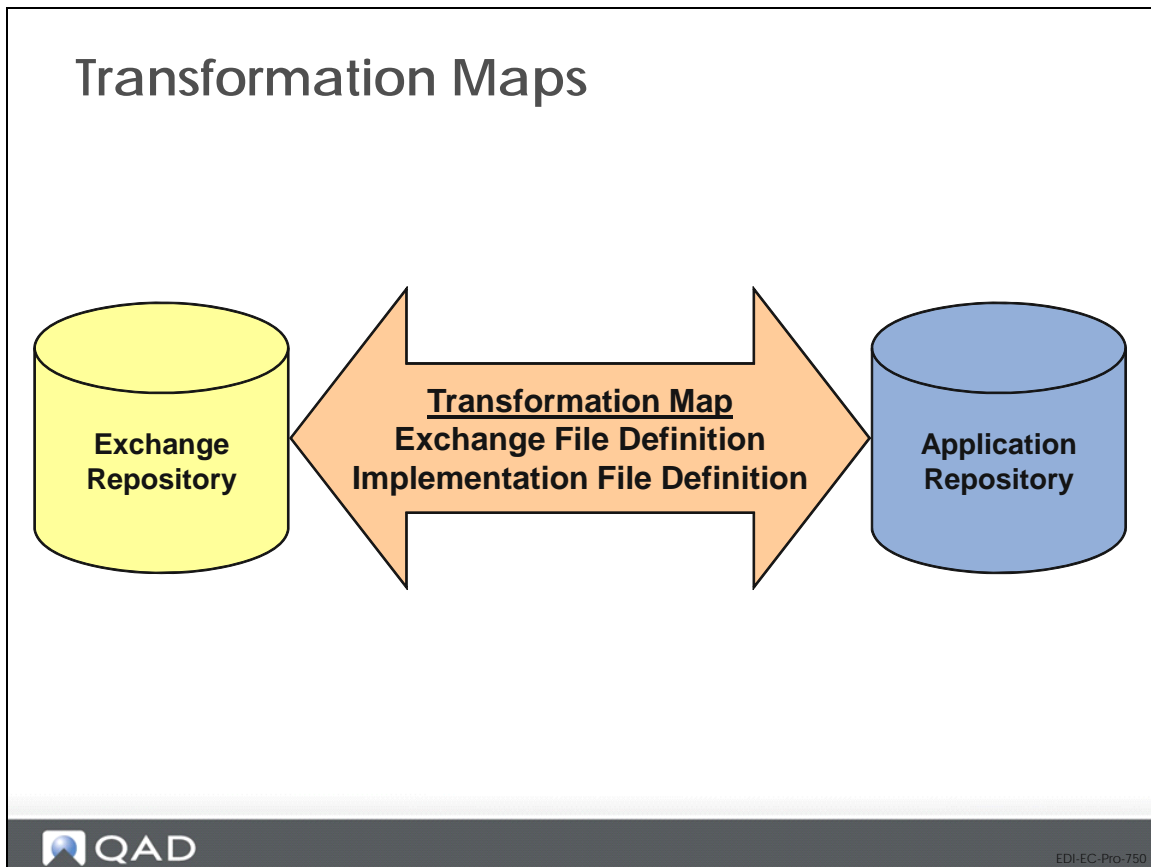 Transformation Maps
Transformation Map
Exchange File Definition
Implementation File Definition
Exchange
Repository
Application
Repository
QAD
EDI-EC-Pro-750